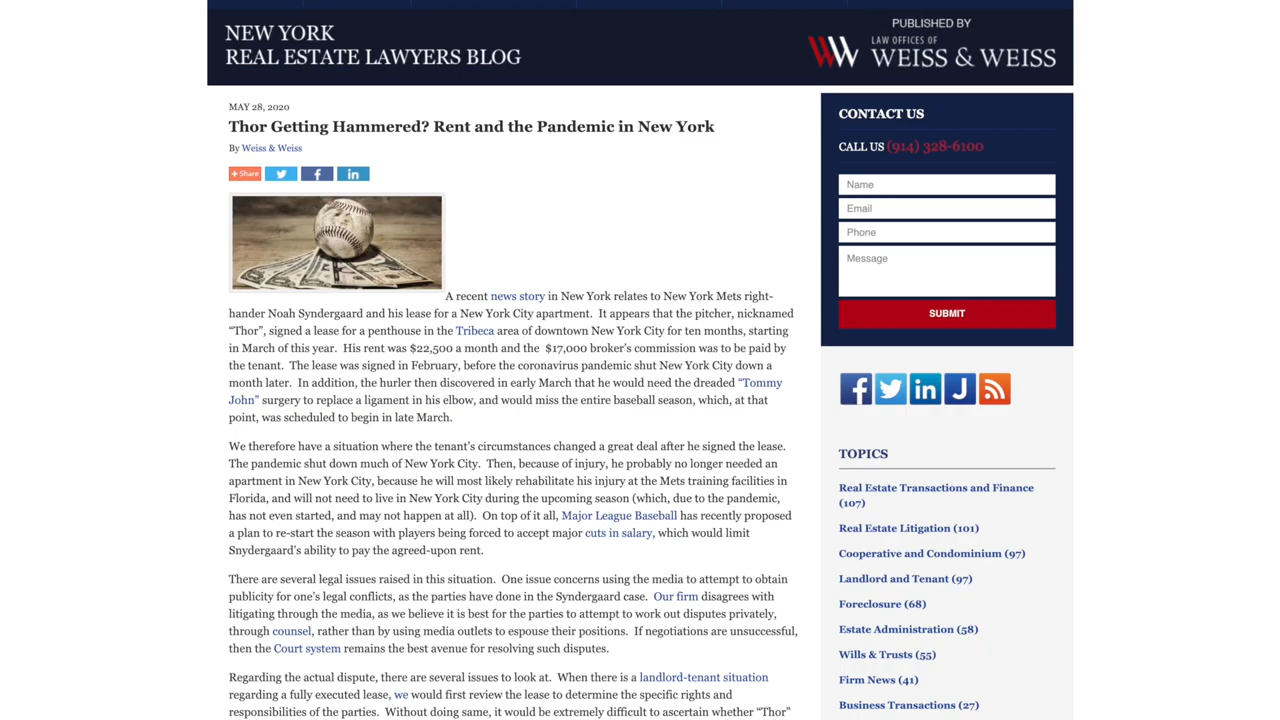 NEW YORK
REAL ESTATE LAWYERS BLOG
PUBLISHED BY
LAW OFFICES OF
WEISS & WEISS
MAY 28, 2020
Thor Getting Hammered? Rent and the Pandemic in New York
By Weiss & Weiss
+ Share
A recent news story in New York relates to New York Mets right-
hander Noah Syndergaard and his lease for a New York City apartment.  It appears that the pitcher, nicknamed
“Thor”, signed a lease for a penthouse in the Tribeca area of downtown New York City for ten months, starting
in March of this year.  His rent was $22,500 a month and the  $17,000 broker’s commission was to be paid by
the tenant.  The lease was signed in February, before the coronavirus pandemic shut New York City down a
month later.  In addition, the hurler then discovered in early March that he would need the dreaded “Tommy
John” surgery to replace a ligament in his elbow, and would miss the entire baseball season, which, at that
point, was scheduled to begin in late March.
We therefore have a situation where the tenant’s circumstances changed a great deal after he signed the lease.
The pandemic shut down much of New York City.  Then, because of injury, he probably no longer needed an
apartment in New York City, because he will most likely rehabilitate his injury at the Mets training facilities in
Florida, and will not need to live in New York City during the upcoming season (which, due to the pandemic,
has not even started, and may not happen at all).  On top of it all, Major League Baseball has recently proposed
a plan to re-start the season with players being forced to accept major cuts in salary, which would limit
Snydergaard’s ability to pay the agreed-upon rent.
There are several legal issues raised in this situation.  One issue concerns using the media to attempt to obtain
publicity for one’s legal conflicts, as the parties have done in the Syndergaard case.  Our firm disagrees with
litigating through the media, as we believe it is best for the parties to attempt to work out disputes privately,
through counsel, rather than by using media outlets to espouse their positions.  If negotiations are unsuccessful,
then the Court system remains the best avenue for resolving such disputes.
Regarding the actual dispute, there are several issues to look at.  When there is a landlord-tenant situation
regarding a fully executed lease, we would first review the lease to determine the specific rights and
responsibilities of the parties.  Without doing same, it would be extremely difficult to ascertain whether “Thor”
CONTACT US
CALL US (914) 328-6100
Name
Email
Phone
Message
SUBMIT
TOPICS
Real Estate Transactions and Finance
(107)
Real Estate Litigation (101)
Cooperative and Condominium (97)
Landlord and Tenant (97)
Foreclosure (68)
Estate Administration (58)
Wills & Trusts (55)
Firm News (41)
Business Transactions (27)